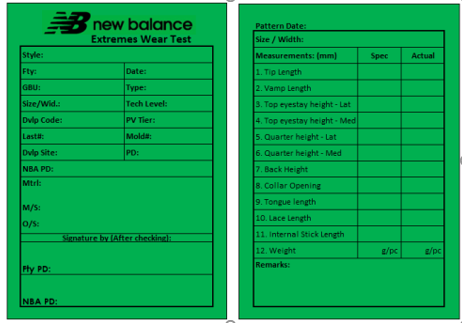 new balance
Extremes Wear Test
Style:
Fty: Date:
GBU: Type:
Size/Wid.: Tech Level:
Dvlp Code: PV Tier:
Last#: Mold#:
Dvlp Site: PD:
NBA PD:
Mtrl:
M/S:
O/S:
Signature by (After checking):
Fty PD:
NBA PD:
Pattern Date:
Size / Width:
Measurements: (mm) Spec Actual
1. Tip Length
2. Vamp Length
3. Top eyestay height - Lat
4. Top eyestay height - Med
5. Quarter height - Lat
6. Quarter height - Med
7. Back Height
8. Collar Opening
9. Tongue length
10. Lace Length
11. Internal Stick Length
12. Weight g/pc g/pc
Remarks: